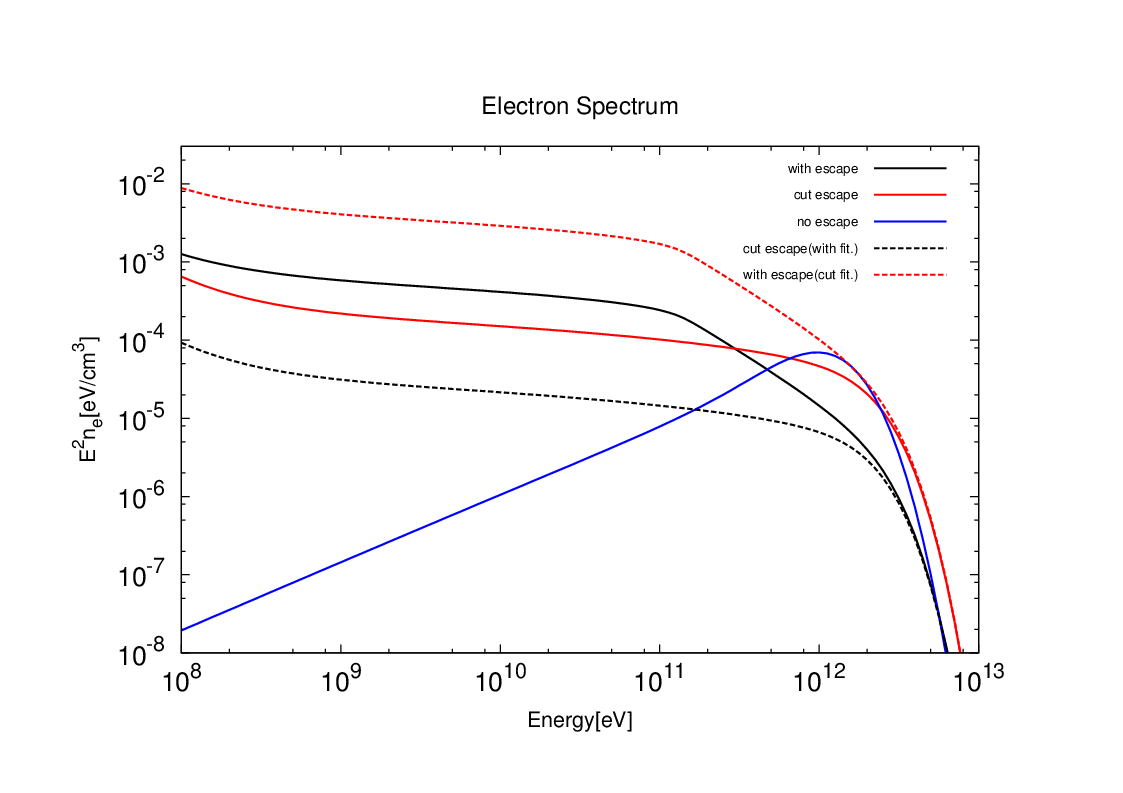 Electron Spectrum
with escape
cut escape
no escape
cut escape(with fit.)
with escape(cut fit.)
10^-2
10^-3
10^-4
10^-5
10^-6
10^-7
10^-8
E^2n_e[eV/cm^3]
10^8 10^9 10^10 10^11 10^12 10^13
Energy[eV]